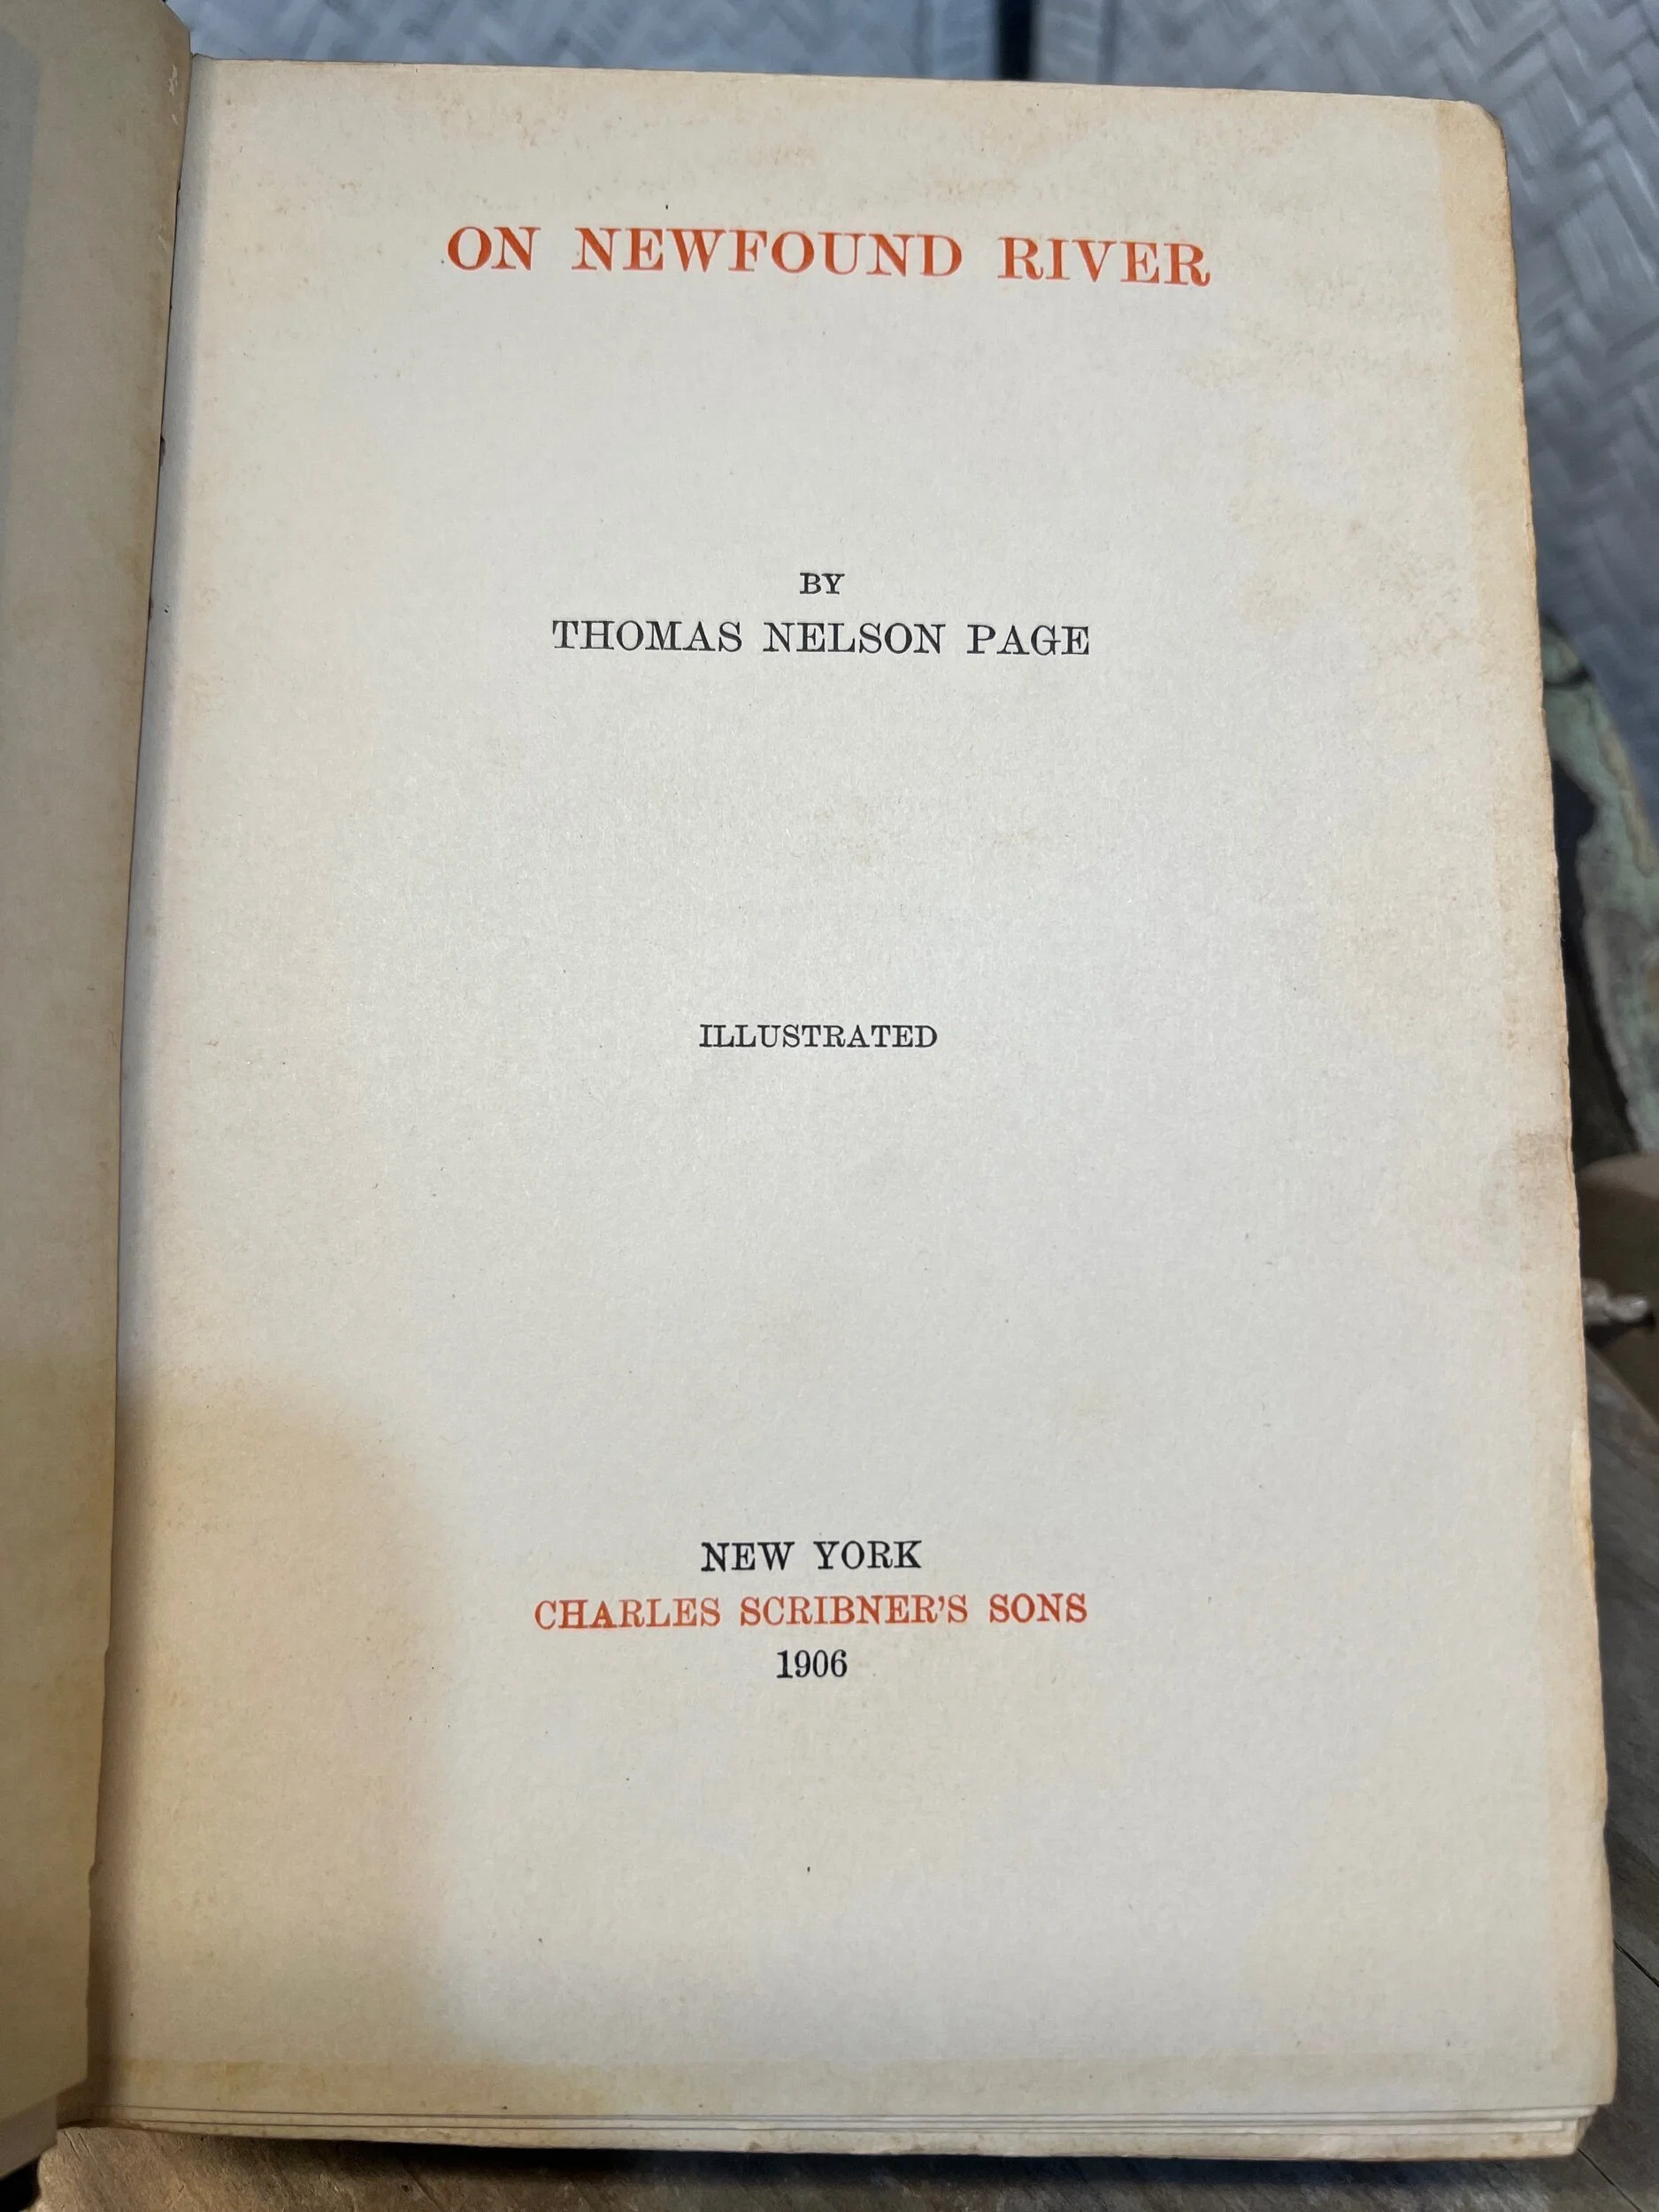 ON NEWFOUND RIVER
BY
THOMAS NELSON PAGE
ILLUSTRATED
NEW YORK
CHARLES SCRIBNER'S SONS
1906